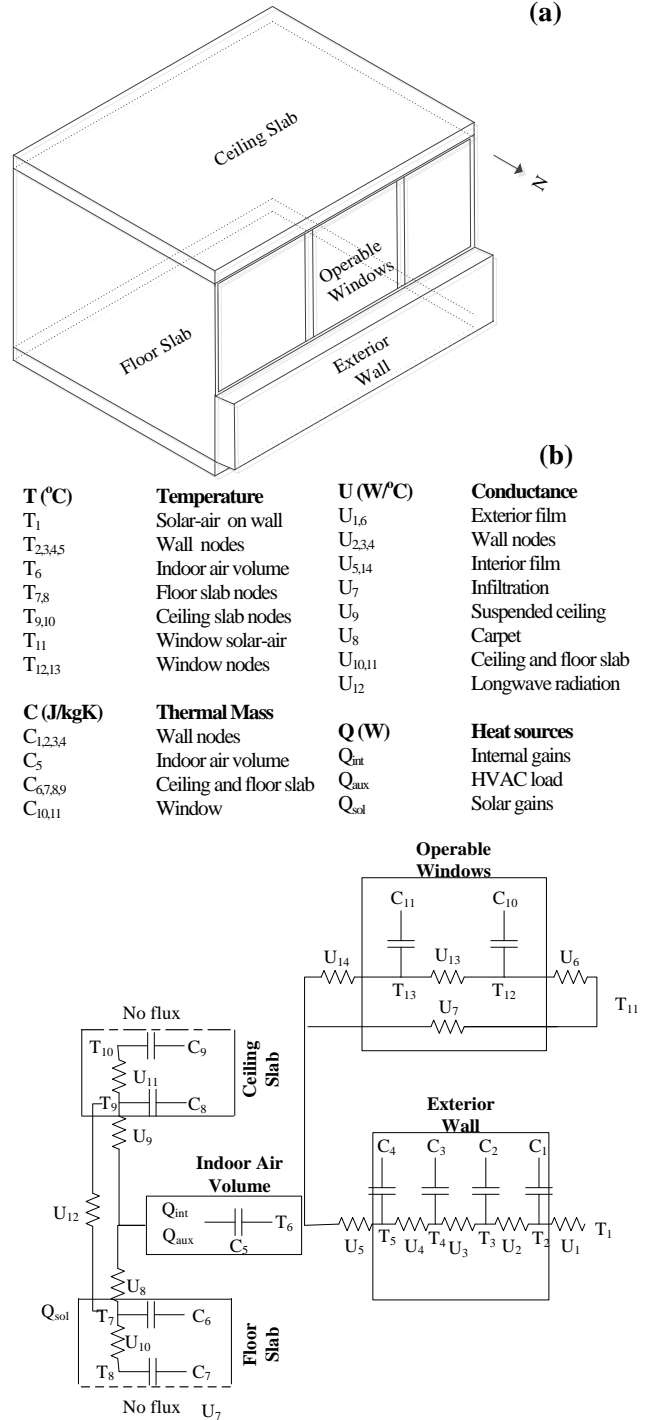 (a)
Ceiling Slab
N
Operable
Windows
Floor Slab
Exterior
Wall
(b)
T (°C) Temperature
T1 Solar-air on wall
T2,3,4,5 Wall nodes
T6 Indoor air volume
T7,8 Floor slab nodes
T9,10 Ceiling slab nodes
T11 Window solar-air
T12,13 Window nodes
C (J/kgK) Thermal Mass
C1,2,3,4 Wall nodes
C5 Indoor air volume
C6,7,8,9 Ceiling and floor slab
C10,11 Window
U (W/°C) Conductance
U1,6 Exterior film
U2,3,4 Wall nodes
U5,14 Interior film
U7 Infiltration
U9 Suspended ceiling
U8 Carpet
U10,11 Ceiling and floor slab
U12 Longwave radiation
Q (W) Heat sources
Qint Internal gains
Qaux HVAC load
Qsol Solar gains
Operable
Windows
C11 C10
U14 U13 U6
T13 T12
T11
U7
No flux
T10 C9
U11
T9 C8
Ceiling
Slab
U9
U12
Indoor Air
Volume
Qint
Qaux
T6
C5
Exterior
Wall
C4 C3 C2 C1
T1
U5 T5 U4 T4 U3 T3 U2 T2 U1
U8
Qsol T7 C6
U10
T8 C7
Floor
Slab
No flux U7